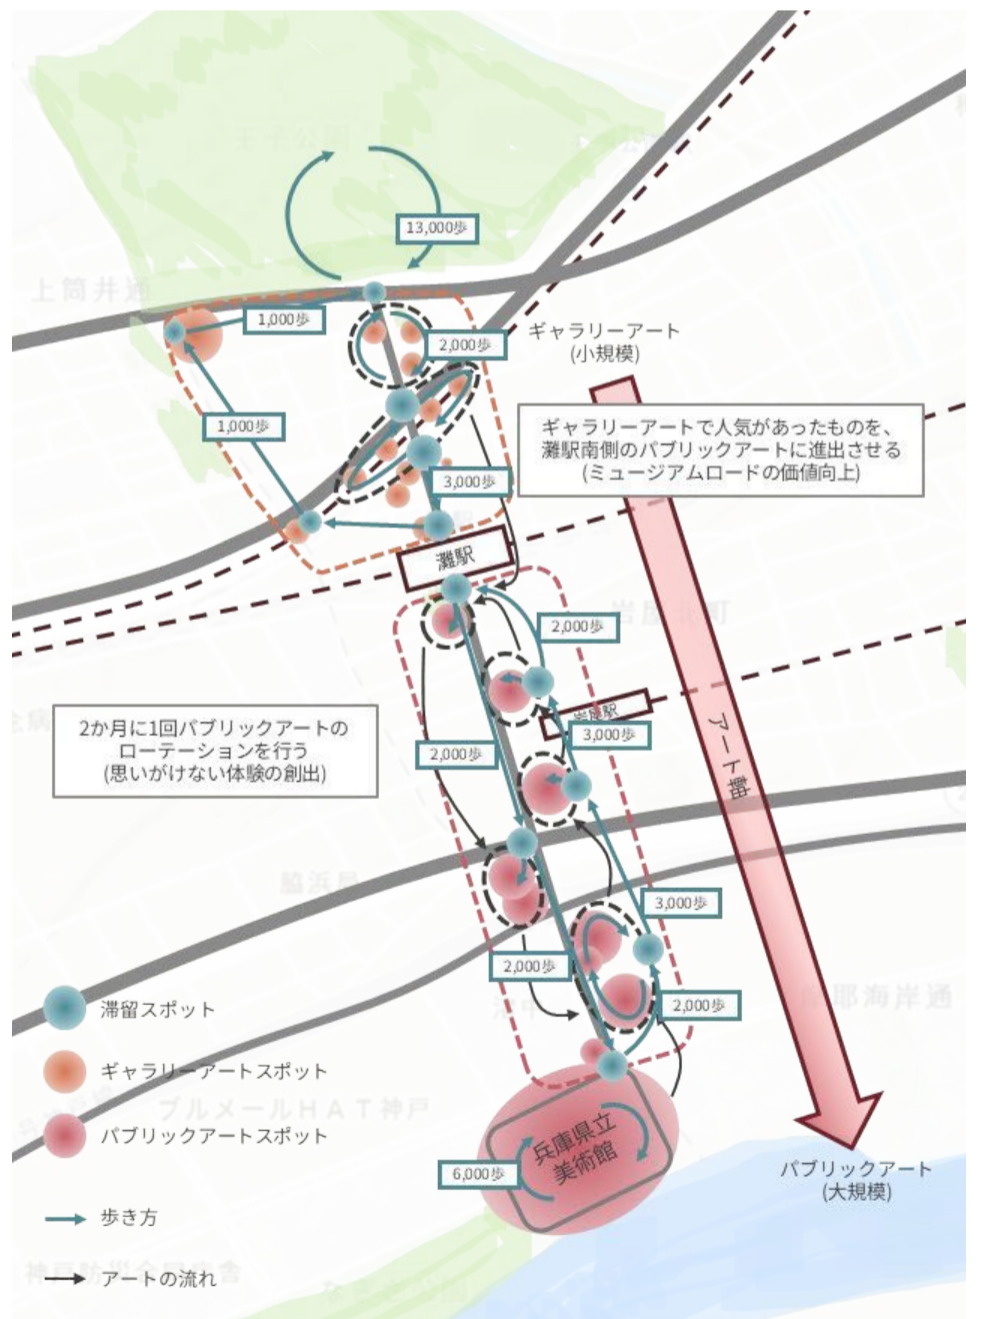 王子公園
13,000歩
上筒井通
1,000歩
2,000歩
ギャラリーアート
(小規模)
1,000歩
ギャラリーアートで人気があったものを、
灘駅南側のパブリックアートに進出させる
(ミュージアムロードの価値向上)
3,000歩
灘駅
岩屋北町
2,000歩
岩屋駅
3,000歩
2か月に1回パブリックアートの
ローテーションを行う
(思いがけない体験の創出)
2,000歩
アート軸
脇浜
3,000歩
2,000歩
2,000歩
海岸通
滞留スポット
ギャラリーアートスポット
ブルメールHAT神戸
パブリックアートスポット
兵庫県立
美術館
6,000歩
パブリックアート
(大規模)
歩き方
アートの流れ